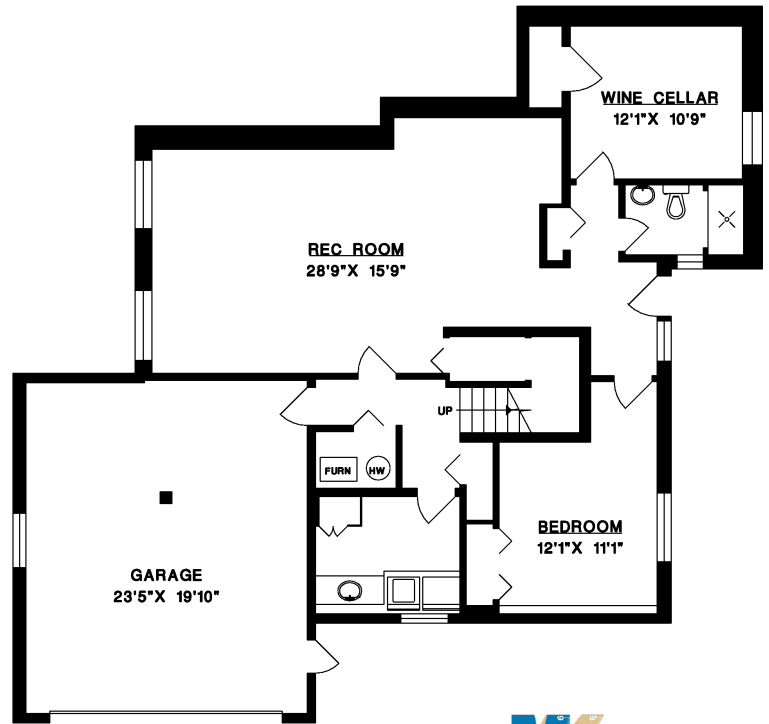 WINE CELLAR
12'1"X 10'9"
REC ROOM
28'9"X 15'9"
UP
FURN
HW
BEDROOM
12'1"X 11'1"
GARAGE
23'5"X 19'10"